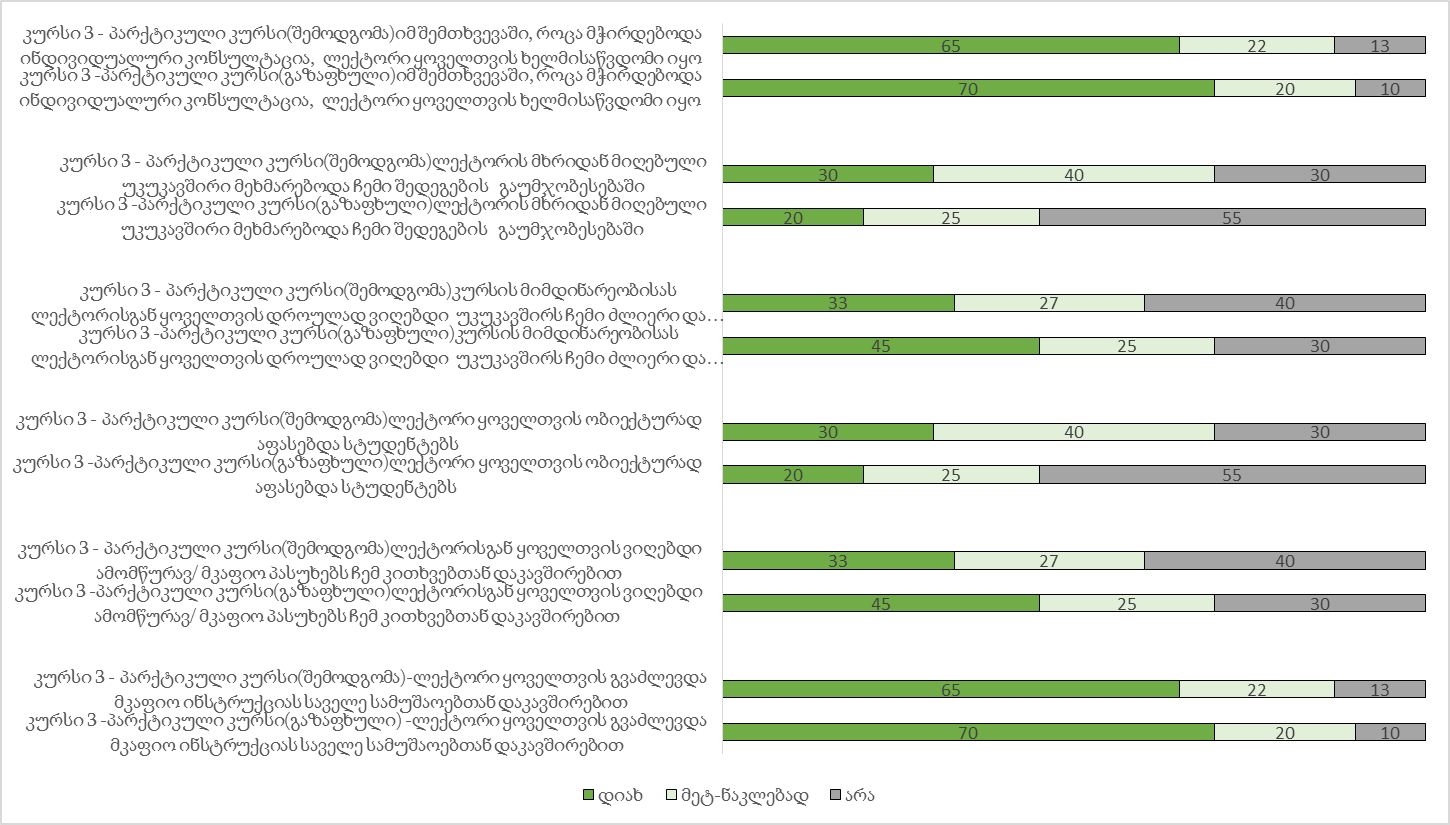 კურსი 3 - პარქტიკული კურსი(შემოდგომა)იმ შემთხვევაში, როცა მჭირდებოდა
ინდივიდუალური კონსულტაცია, ლექტორი ყოველთვის ხელმისაწვდომი იყო
65 22 13
კურსი 3 -პარქტიკული კურსი(გაზაფხული)იმ შემთხვევაში, როცა მჭირდებოდა
ინდივიდუალური კონსულტაცია, ლექტორი ყოველთვის ხელმისაწვდომი იყო
70 20 10
კურსი 3 - პარქტიკული კურსი(შემოდგომა)ლექტორის მხრიდან მიღებული
უკუკავშირი მეხმარებოდა ჩემი შედეგების გაუმჯობესებაში
30 40 30
კურსი 3 -პარქტიკული კურსი(გაზაფხული)ლექტორის მხრიდან მიღებული
უკუკავშირი მეხმარებოდა ჩემი შედეგების გაუმჯობესებაში
20 25 55
კურსი 3 - პარქტიკული კურსი(შემოდგომა)კურსის მიმდინარეობისას
ლექტორისგან ყოველთვის დროულად ვიღებდი უკუკავშირს ჩემი ძლიერი და…
33 27 40
კურსი 3 -პარქტიკული კურსი(გაზაფხული)კურსის მიმდინარეობისას
ლექტორისგან ყოველთვის დროულად ვიღებდი უკუკავშირს ჩემი ძლიერი და…
45 25 30
კურსი 3 - პარქტიკული კურსი(შემოდგომა)ლექტორი ყოველთვის ობიექტურად
აფასებდა სტუდენტებს
30 40 30
კურსი 3 -პარქტიკული კურსი(გაზაფხული)ლექტორი ყოველთვის ობიექტურად
აფასებდა სტუდენტებს
20 25 55
კურსი 3 - პარქტიკული კურსი(შემოდგომა)ლექტორისგან ყოველთვის ვიღებდი
ამომწურავ/ მკაფიო პასუხებს ჩემ კითხვებთან დაკავშირებით
33 27 40
კურსი 3 -პარქტიკული კურსი(გაზაფხული)ლექტორისგან ყოველთვის ვიღებდი
ამომწურავ/ მკაფიო პასუხებს ჩემ კითხვებთან დაკავშირებით
45 25 30
კურსი 3 - პარქტიკული კურსი(შემოდგომა)-ლექტორი ყოველთვის გვაძლევდა
მკაფიო ინსტრუქციას საველე სამუშაოებთან დაკავშირებით
65 22 13
კურსი 3 -პარქტიკული კურსი(გაზაფხული) -ლექტორი ყოველთვის გვაძლევდა
მკაფიო ინსტრუქციას საველე სამუშაოებთან დაკავშირებით
70 20 10
დიახ მეტ-ნაკლებად არა